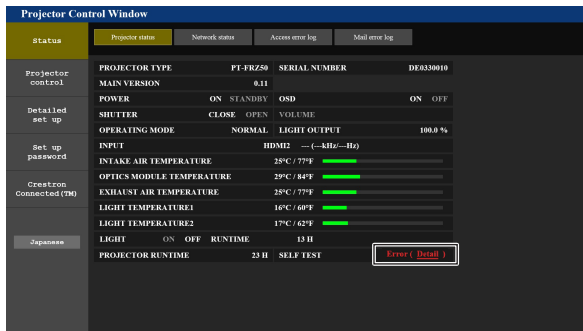 Projector Control Window
Status
Projector status Network status Access error log Mail error log
Projector
control
Detailed
set up
Set up
password
Crestron
Connected(TM)
Japanese
PROJECTOR TYPE PT-FRZ50 SERIAL NUMBER DE0330010
MAIN VERSION 0.11
POWER ON STANDBY OSD ON OFF
SHUTTER CLOSE OPEN VOLUME
OPERATING MODE NORMAL LIGHT OUTPUT 100.0 %
INPUT HDMI2 --- (---kHz/---Hz)
INTAKE AIR TEMPERATURE 25°C / 77°F
OPTICS MODULE TEMPERATURE 29°C / 84°F
EXHAUST AIR TEMPERATURE 25°C / 77°F
LIGHT TEMPERATURE1 16°C / 60°F
LIGHT TEMPERATURE2 17°C / 62°F
LIGHT ON OFF RUNTIME 13 H
PROJECTOR RUNTIME 23 H SELF TEST Error ( Detail )